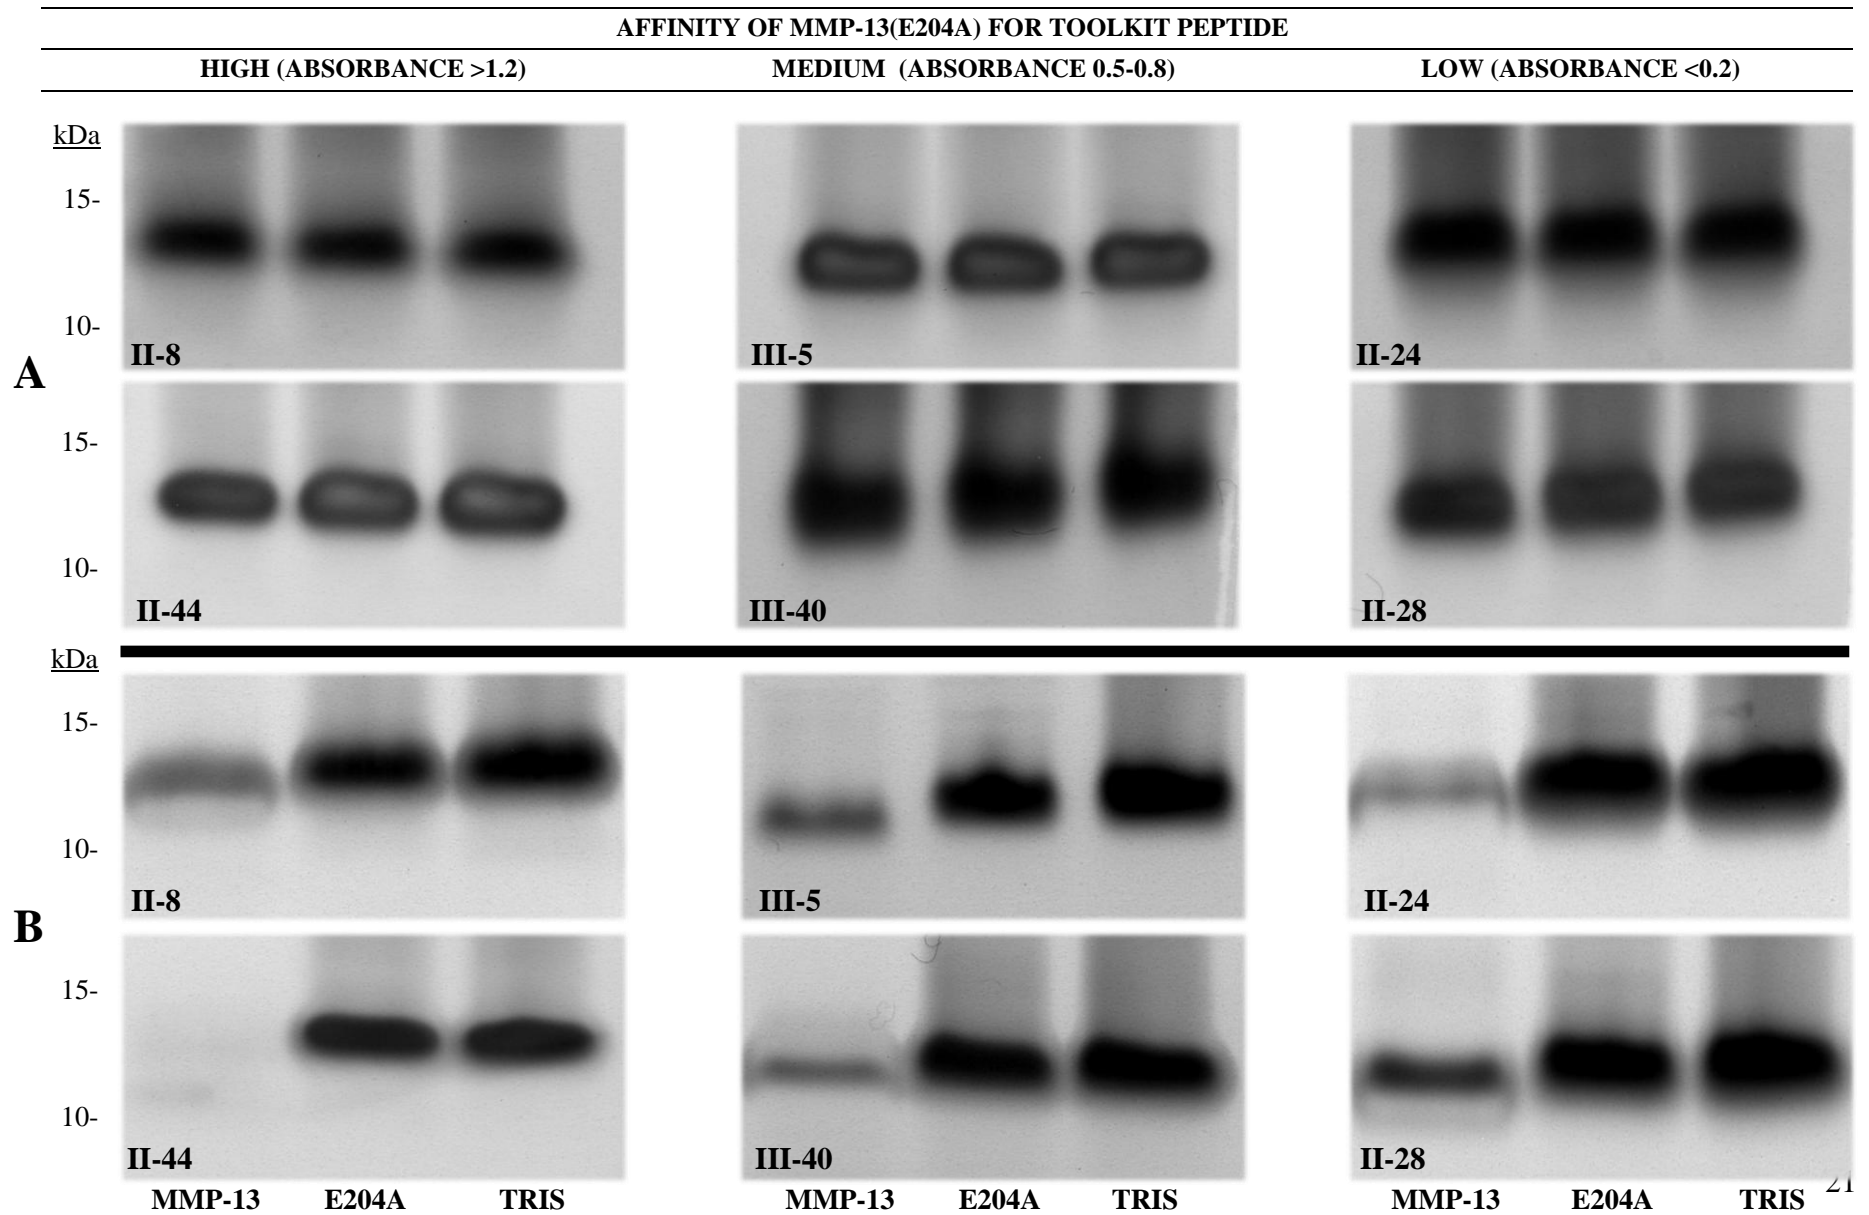 AFFINITY OF MMP-13(E204A) FOR TOOLKIT PEPTIDE
HIGH (ABSORBANCE >1.2) MEDIUM (ABSORBANCE 0.5-0.8) LOW (ABSORBANCE <0.2)
kDa
15-
10-
II-8 III-5 II-24
A
15-
10-
II-44 III-40 II-28
kDa
15-
10-
II-8 III-5 II-24
B
15-
10-
II-44 III-40 II-28
MMP-13 E204A TRIS MMP-13 E204A TRIS MMP-13 E204A TRIS
21